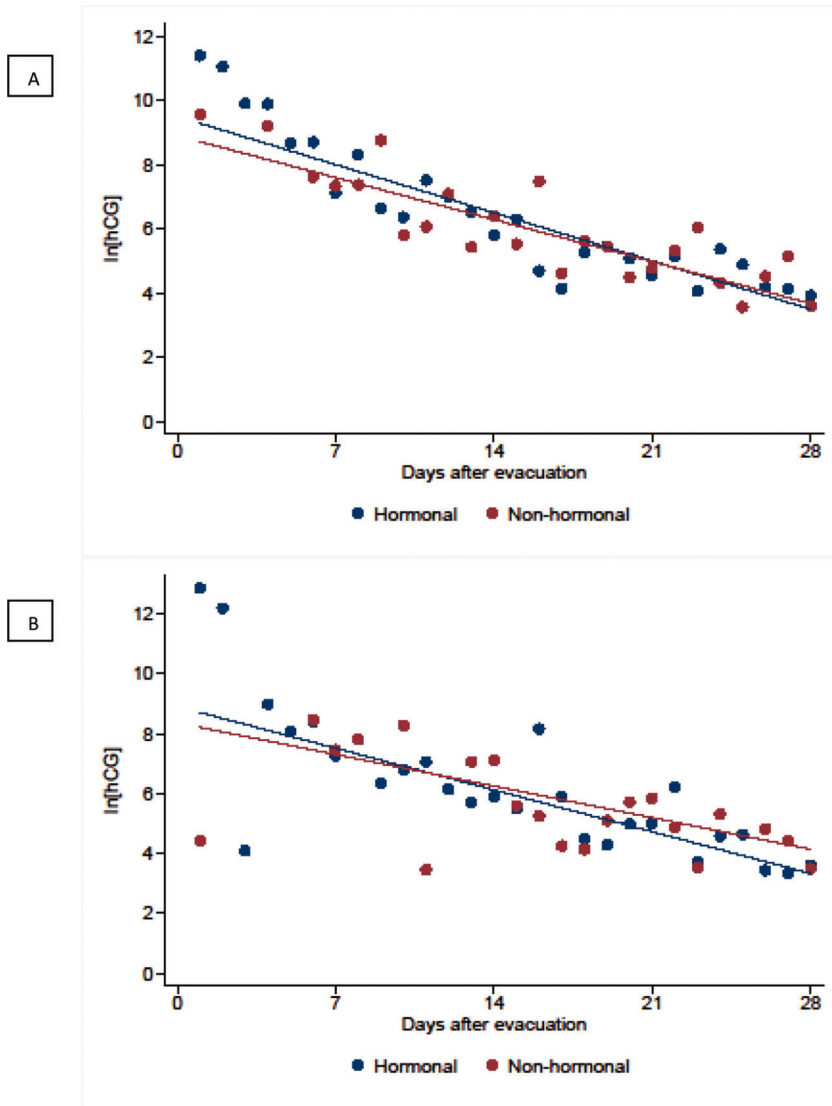 A
12
10
8
6
4
2
0
ln[hCG]
0 7 14 21 28
Days after evacuation
Hormonal Non-hormonal
B
12
10
8
6
4
2
0
ln[hCG]
0 7 14 21 28
Days after evacuation
Hormonal Non-hormonal